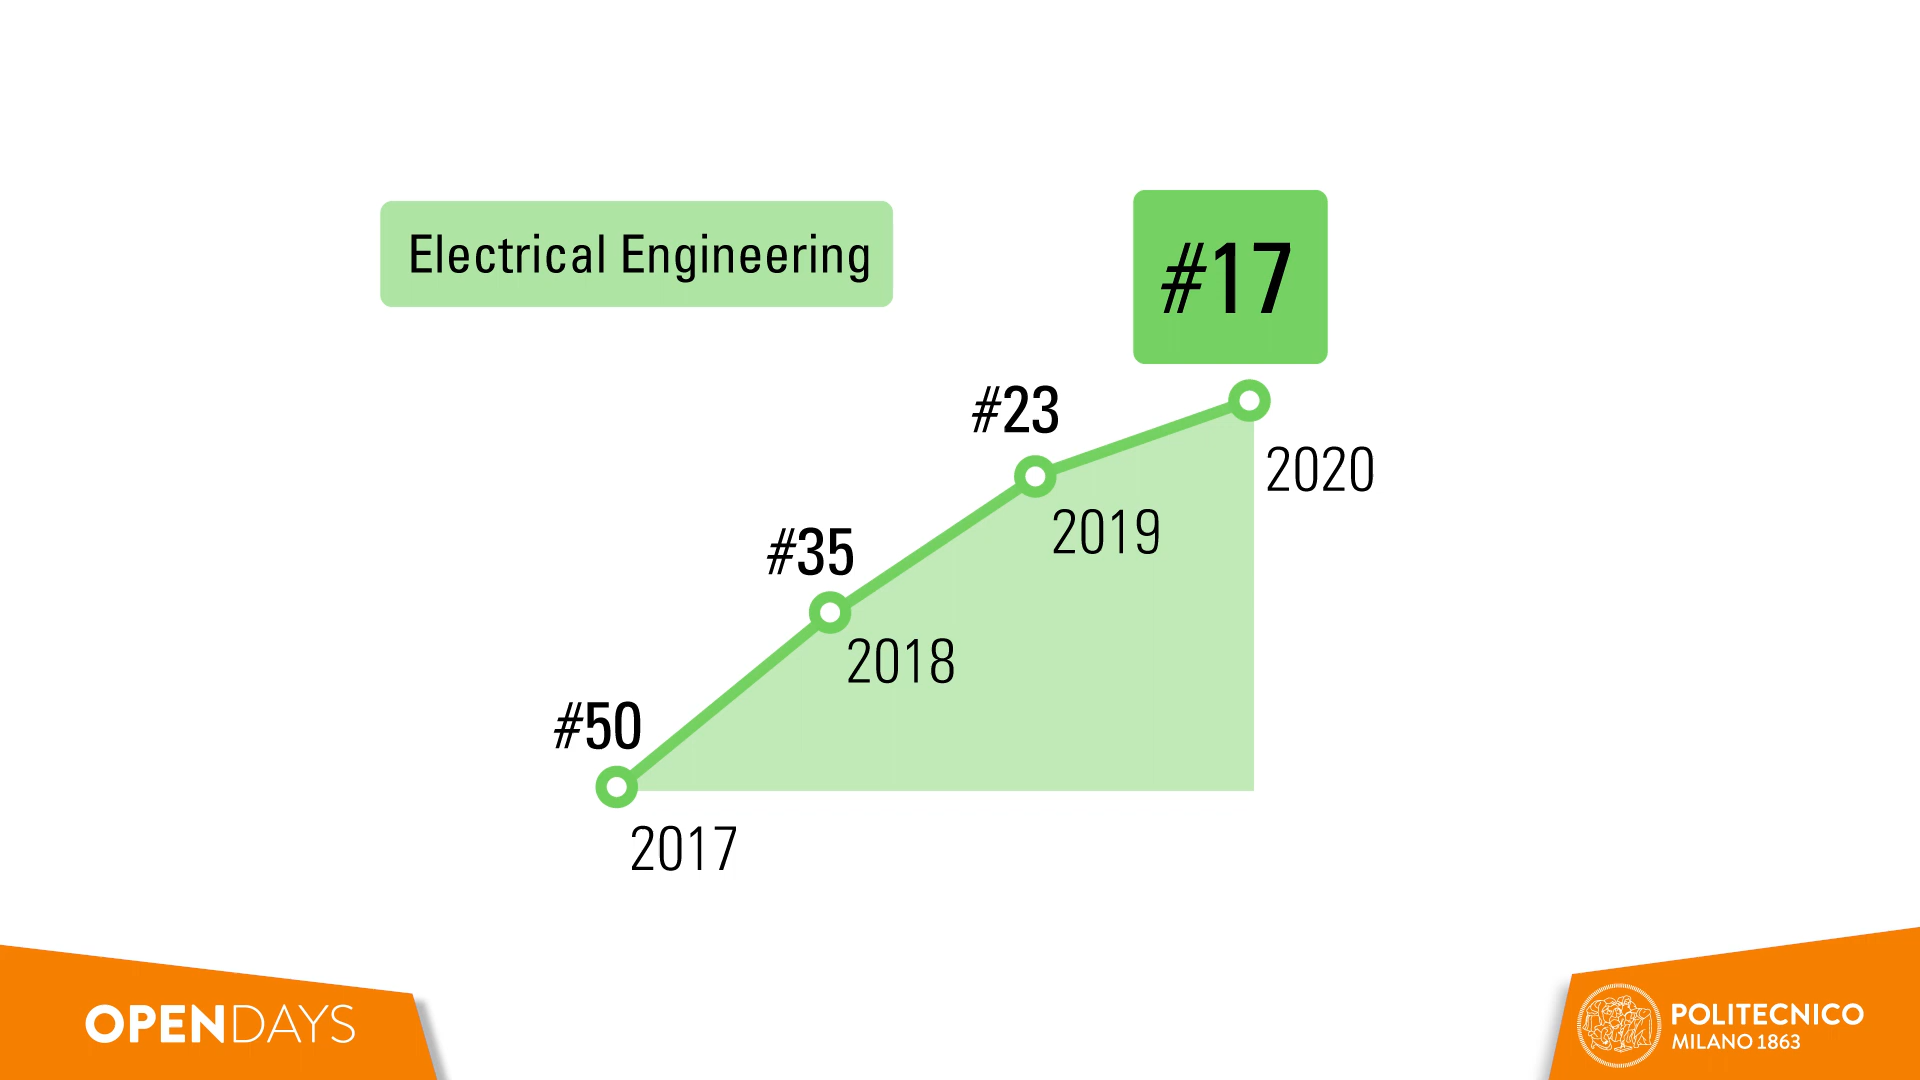 Electrical Engineering
#17
#23
2020
2019
#35
2018
#50
2017
OPENDAYS
POLITECNICO
MILANO 1863